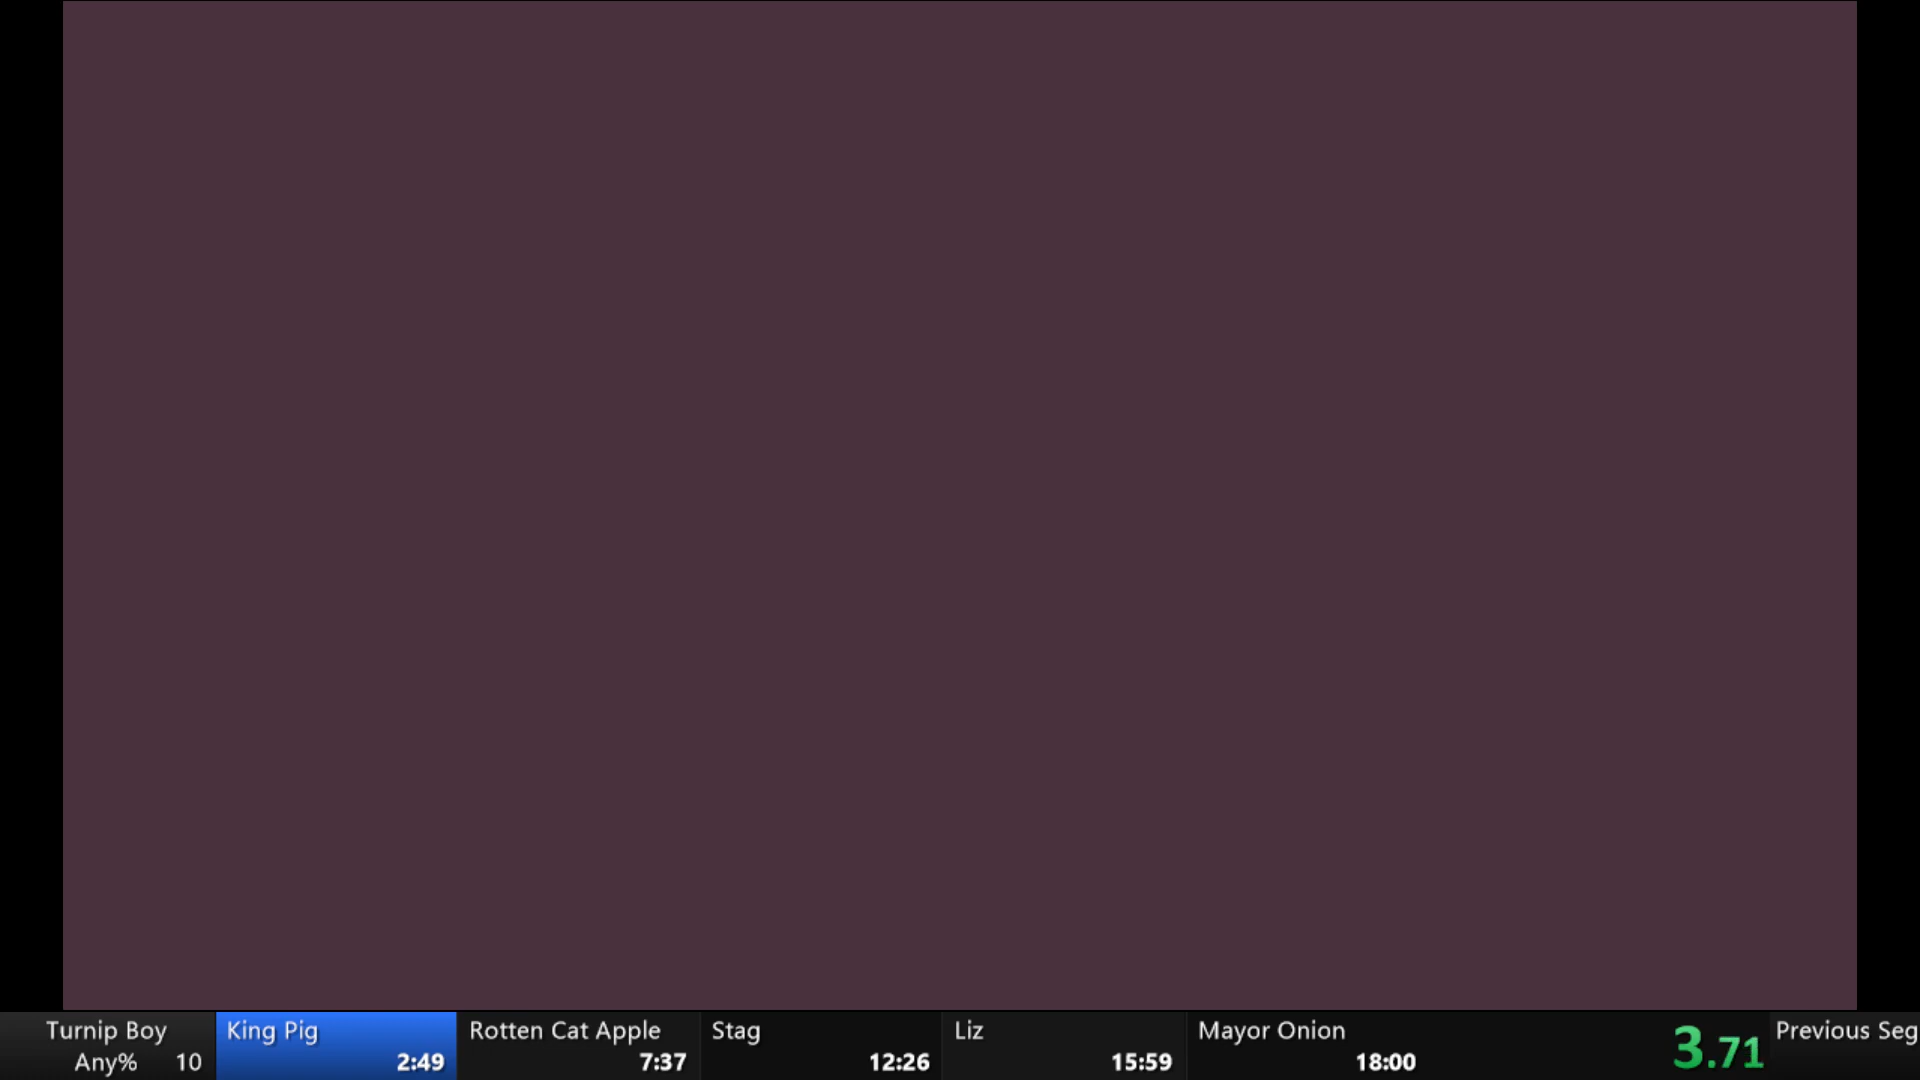 Turnip Boy
Any% 10
King Pig
2:49
Rotten Cat Apple
7:37
Stag
12:26
Liz
15:59
Mayor Onion
18:00
3.71
Previous Seg